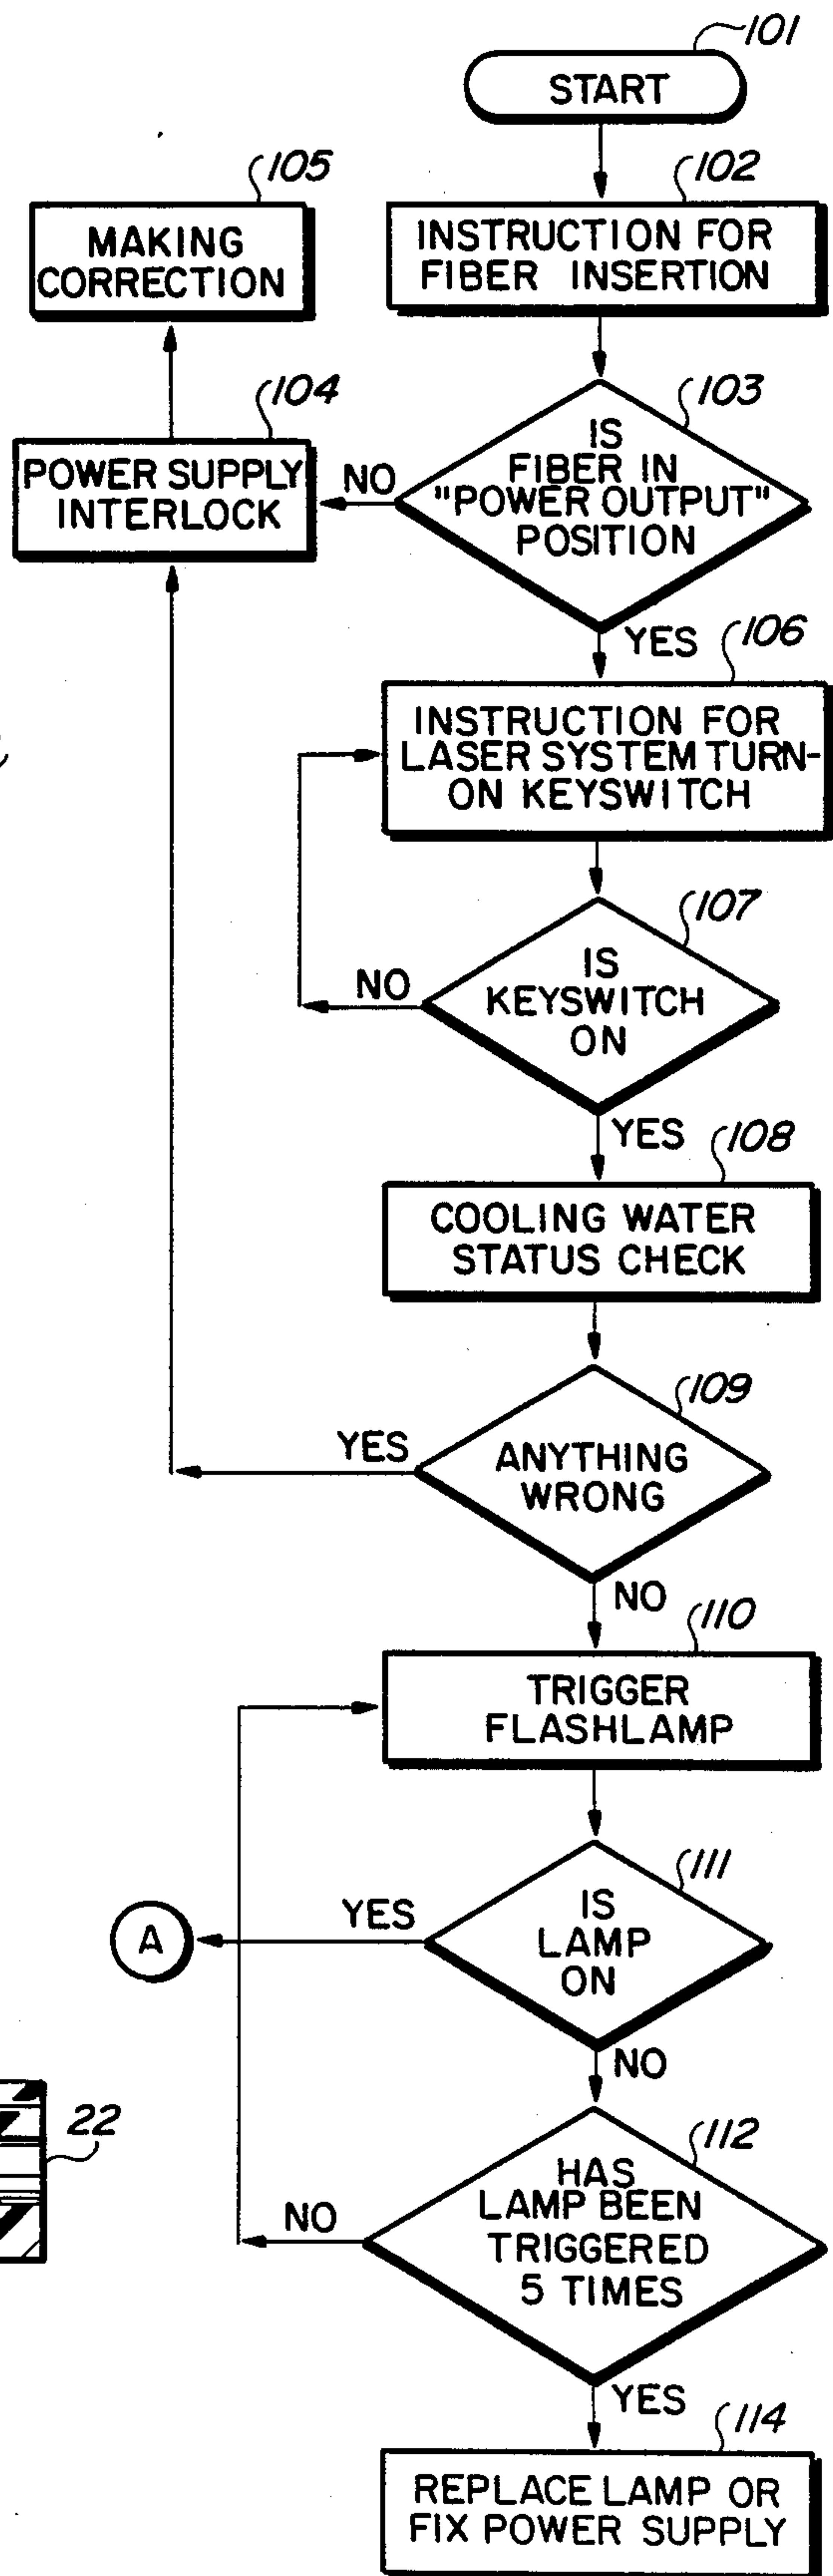 101
START
102
INSTRUCTION FOR
FIBER INSERTION
105
MAKING
CORRECTION
103
IS
FIBER IN
"POWER OUTPUT"
POSITION
NO
104
POWER SUPPLY
INTERLOCK
YES
106
INSTRUCTION FOR
LASER SYSTEM TURN-
ON KEYSWITCH
107
IS
KEYSWITCH
ON
NO
YES
108
COOLING WATER
STATUS CHECK
109
ANYTHING
WRONG
YES
NO
110
TRIGGER
FLASHLAMP
111
IS
LAMP
ON
YES
A
NO
22
112
HAS
LAMP BEEN
TRIGGERED
5 TIMES
NO
YES
114
REPLACE LAMP OR
FIX POWER SUPPLY